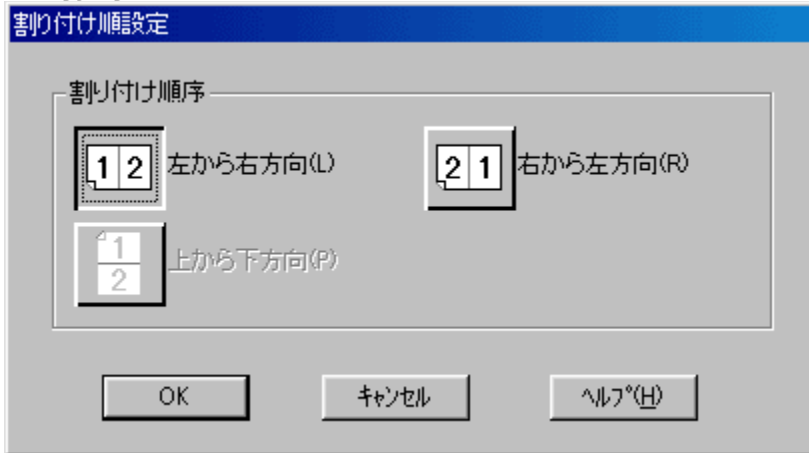 割り付け順設定
割り付け順序
1 2 左から右方向(L)
2 1 右から左方向(R)
1
2
上から下方向(P)
OK
ｷｬﾝｾﾙ
ﾍﾙﾌﾟ(H)